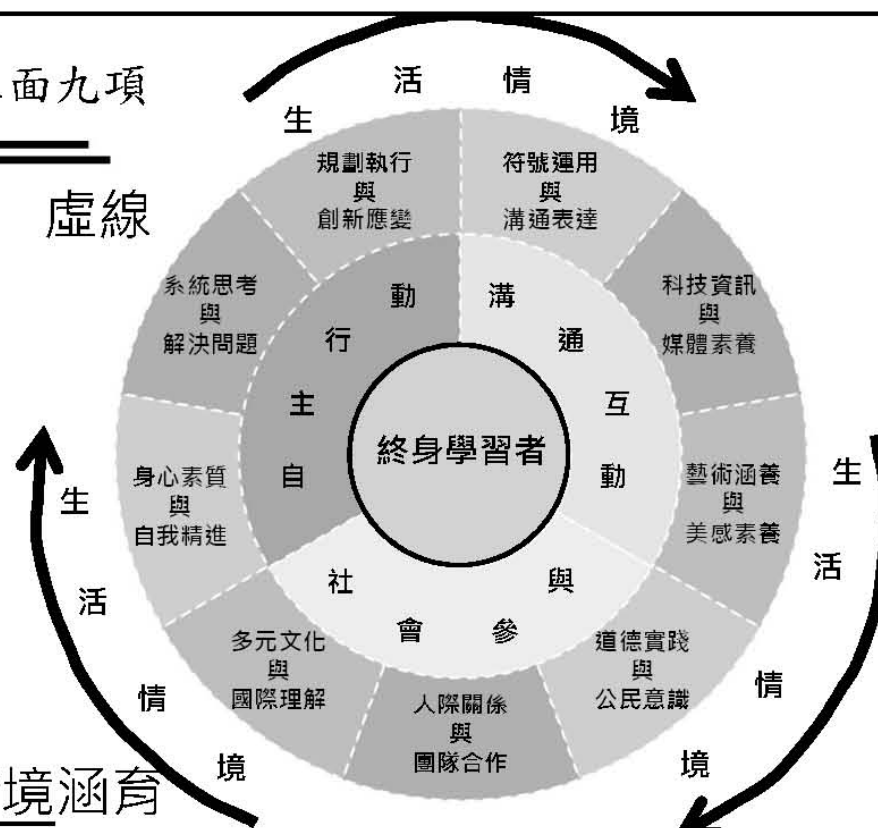 面九項
虛線
生活情境
規劃執行
與
創新應變
符號運用
與
溝通表達
系統思考
與
解決問題
科技資訊
與
媒體素養
身心素質
與
自我精進
藝術涵養
與
美感素養
多元文化
與
國際理解
人際關係
與
團隊合作
道德實踐
與
公民意識
自主行動
溝通互動
社會參與
終身學習者
生活情境
生活情境
境涵育